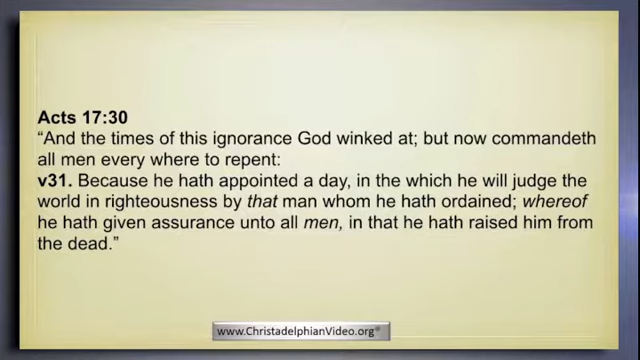 Acts 17:30
“And the times of this ignorance God winked at; but now commandeth
all men every where to repent:
v31. Because he hath appointed a day, in the which he will judge the
world in righteousness by that man whom he hath ordained; whereof
he hath given assurance unto all men, in that he hath raised him from
the dead.”
www.ChristadelphianVideo.org®